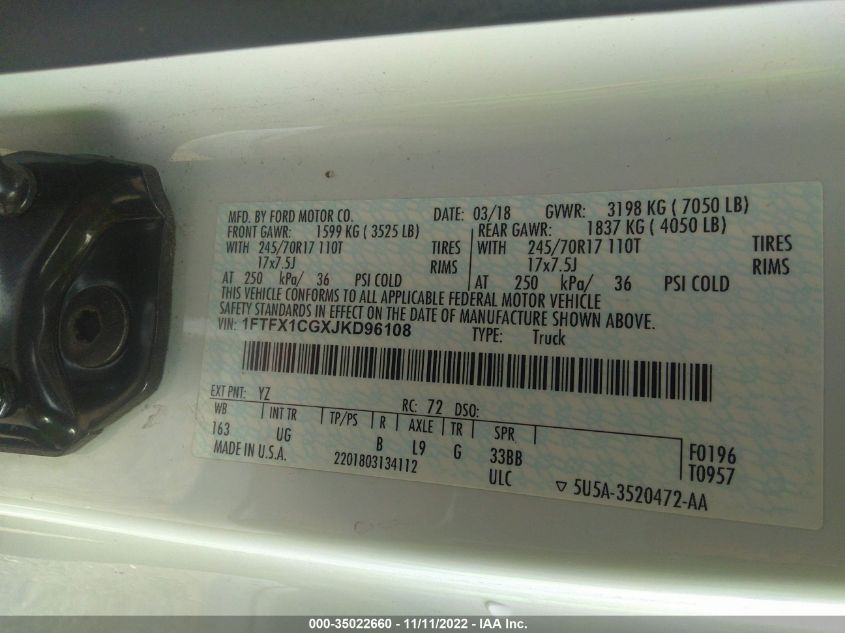 MFD. BY FORD MOTOR CO. DATE: 03/18 GVWR: 3198 KG ( 7050 LB)
FRONT GAWR: 1599 KG ( 3525 LB) REAR GAWR: 1837 KG ( 4050 LB)
WITH 245/70R17 110T TIRES WITH 245/70R17 110T TIRES
17x7.5J RIMS 17x7.5J RIMS
AT 250 kPa/ 36 PSI COLD AT 250 kPa/ 36 PSI COLD
THIS VEHICLE CONFORMS TO ALL APPLICABLE FEDERAL MOTOR VEHICLE
SAFETY STANDARDS IN EFFECT ON THE DATE OF MANUFACTURE SHOWN ABOVE.
VIN: 1FTFX1CGXJKD96108 TYPE: Truck
EXT PNT: YZ RC: 72 DSO:
WB INT TR TP/PS R AXLE TR SPR
163 UG B L9 G 33BB F0196
MADE IN U.S.A. 2201803134112 ULC T0957
▽ 5U5A-3520472-AA
000-35022660 - 11/11/2022 - IAA Inc.